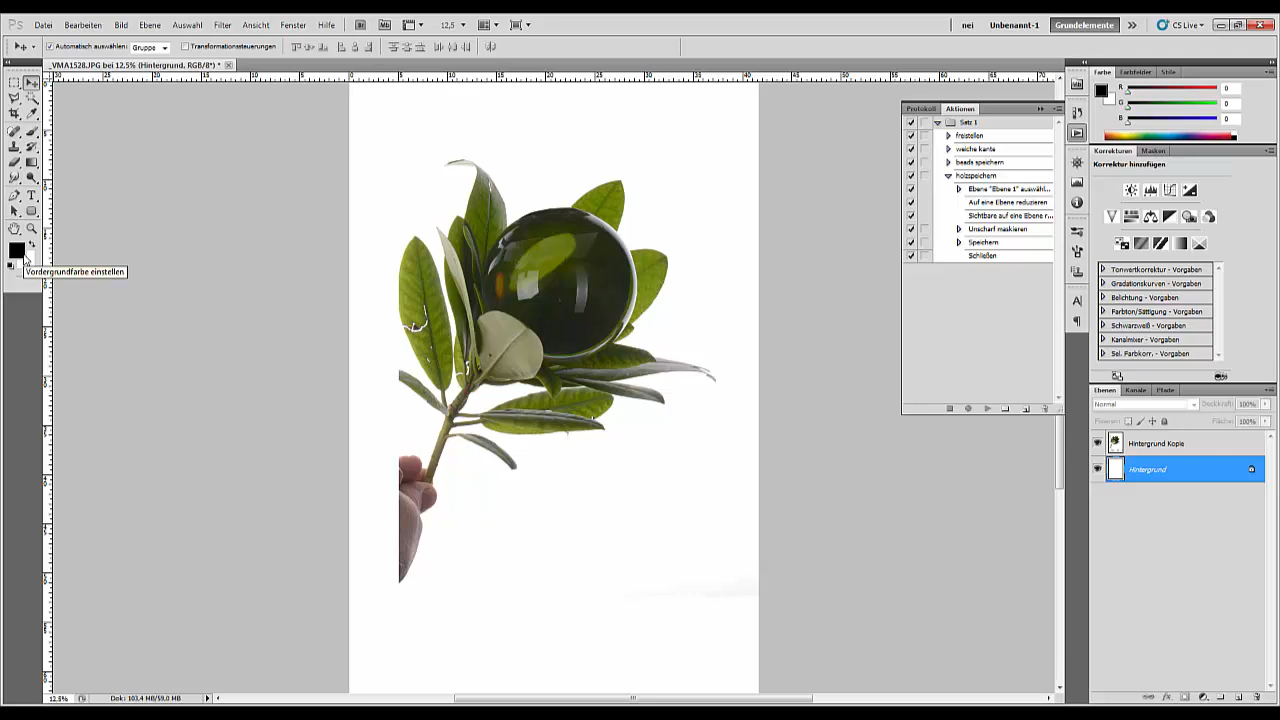 Ps Datei Bearbeiten Bild Ebene Auswahl Filter Ansicht Fenster Hilfe Br Mb 12,5 nei Unbenannt-1 Grundelemente CS Live
Automatisch auswählen: Gruppe Transformationssteuerungen
_VMA1528.JPG bei 12,5% (Hintergrund, RGB/8*) *
Vordergrundfarbe einstellen
Protokoll Aktionen
Satz 1
freistellen
weiche kante
beads speichern
holzspeichern
Ebene "Ebene 1" auswähl...
Auf eine Ebene reduzieren
Sichtbare auf eine Ebene r...
Unscharf maskieren
Speichern
Schließen
Farbe Farbfelder Stile
R 0
G 0
B 0
Korrekturen Masken
Korrektur hinzufügen
Tonwertkorrektur - Vorgaben
Gradationskurven - Vorgaben
Belichtung - Vorgaben
Farbton/Sättigung - Vorgaben
Schwarzweiß - Vorgaben
Kanalmixer - Vorgaben
Sel. Farbkorr. - Vorgaben
Ebenen Kanäle Pfade
Normal Deckkraft: 100%
Fixieren: Fläche: 100%
Hintergrund Kopie
Hintergrund
12,5% Dok: 103,4 MB/59,0 MB